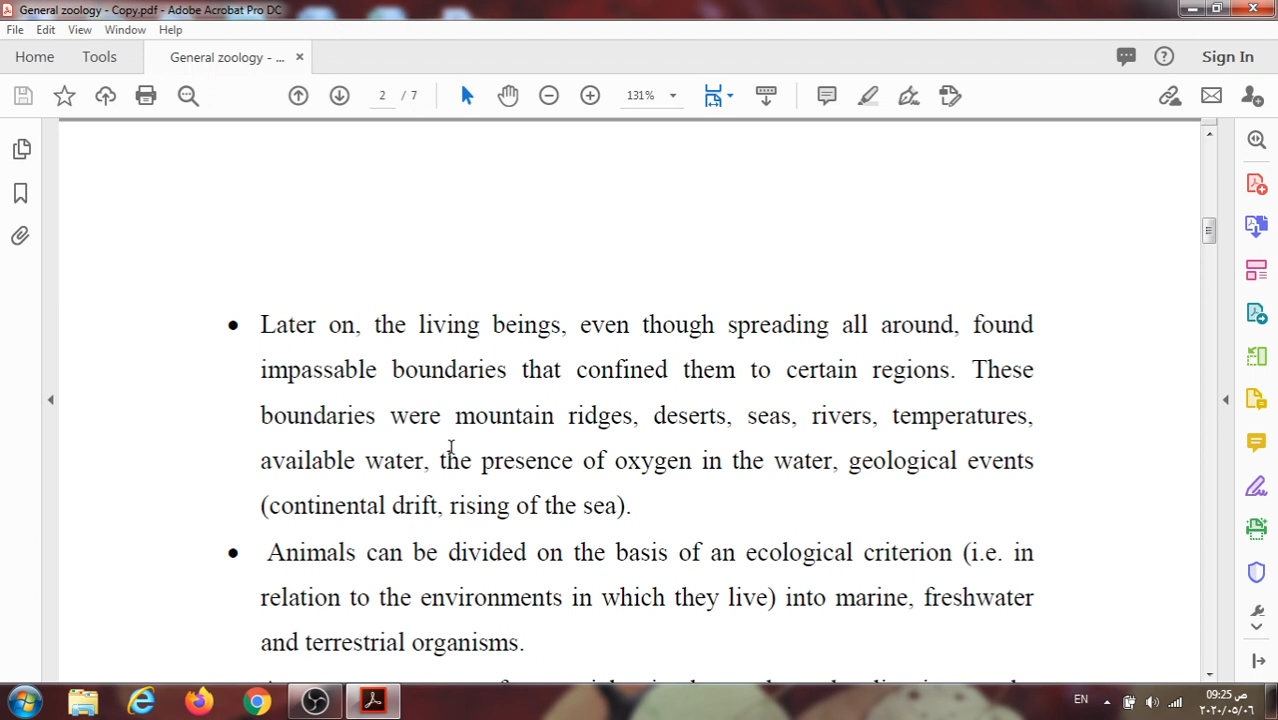 General zoology - Copy.pdf - Adobe Acrobat Pro DC
File Edit View Window Help
Home Tools General zoology - ... × Sign In
2 / 7 131%
• Later on, the living beings, even though spreading all around, found
impassable boundaries that confined them to certain regions. These
boundaries were mountain ridges, deserts, seas, rivers, temperatures,
available water, the presence of oxygen in the water, geological events
(continental drift, rising of the sea).
• Animals can be divided on the basis of an ecological criterion (i.e. in
relation to the environments in which they live) into marine, freshwater
and terrestrial organisms.
EN 09:25 ص
٢٠٢٠/٠٥/٠٦